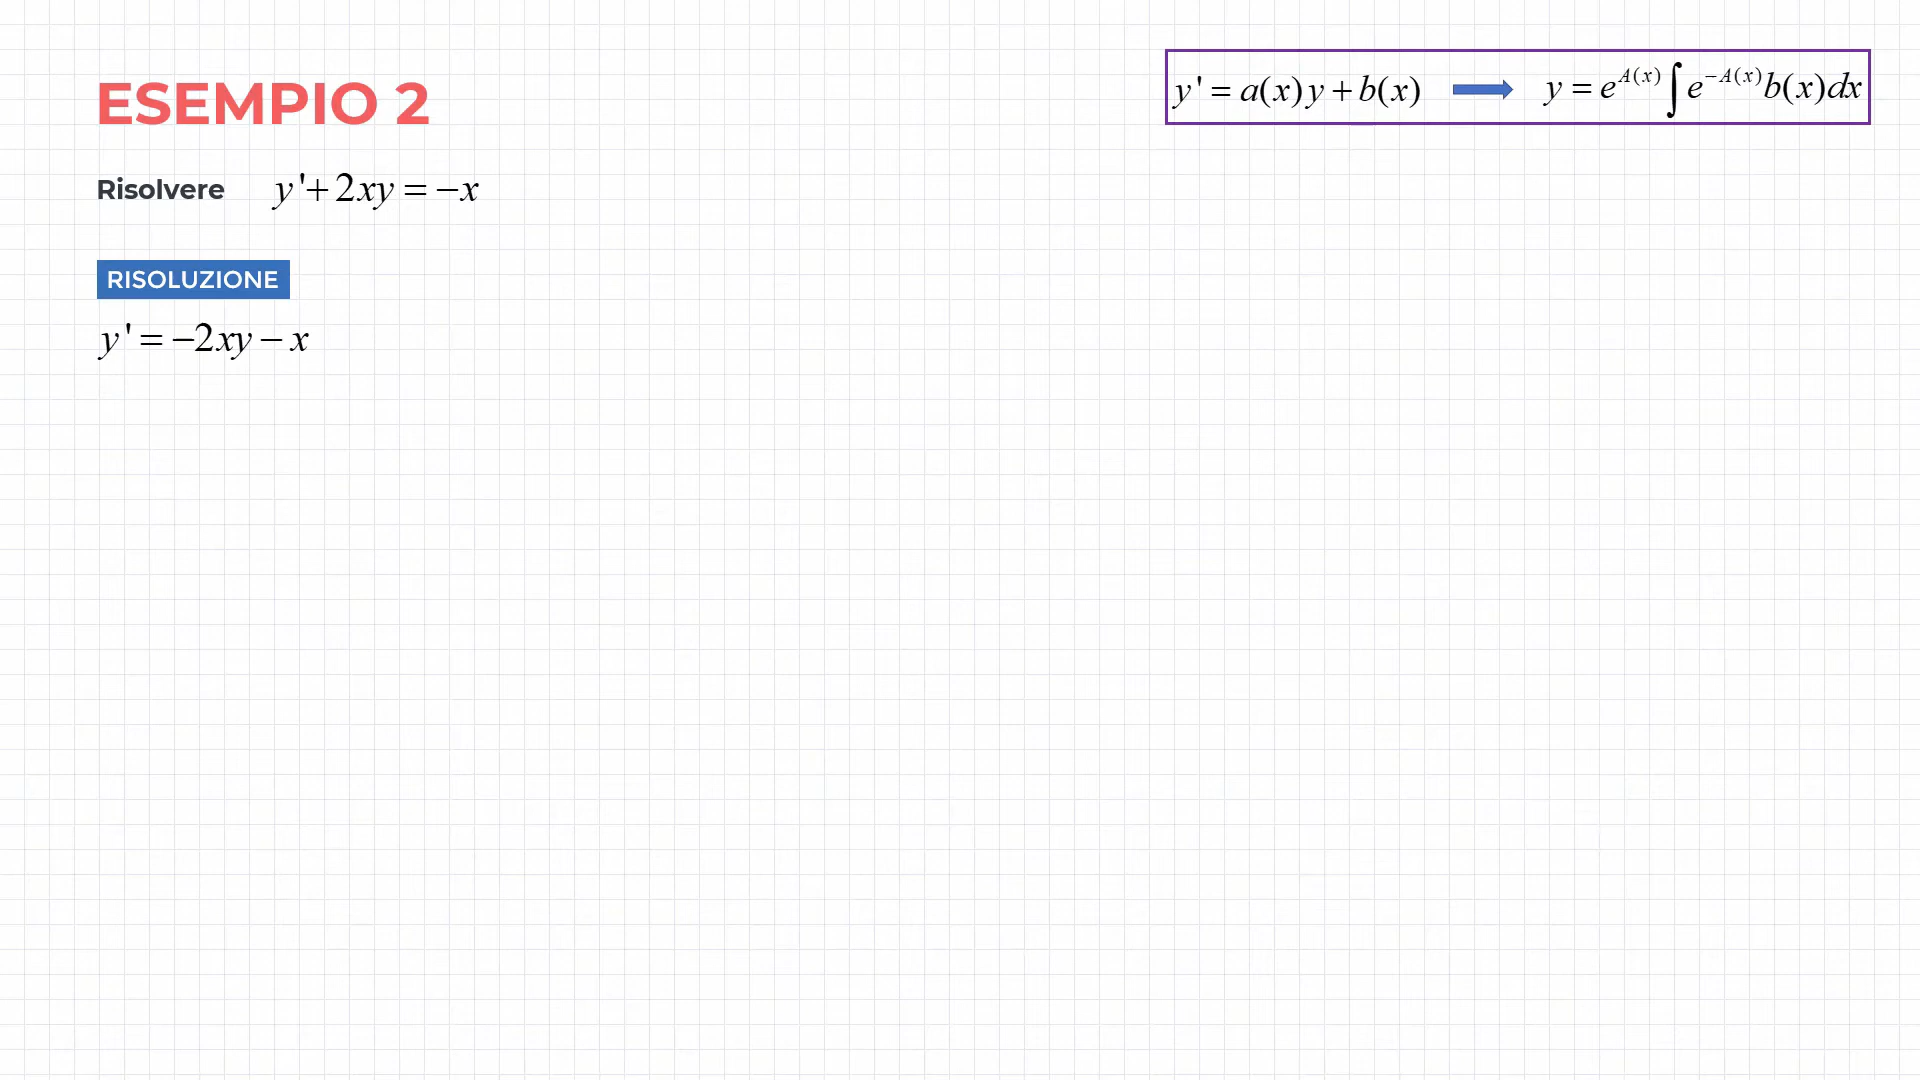 ESEMPIO 2
y' = a(x)y + b(x) ⟹ y = e^{A(x)} ∫ e^{-A(x)} b(x)dx
Risolvere y'+2xy = −x
RISOLUZIONE
y' = −2xy − x